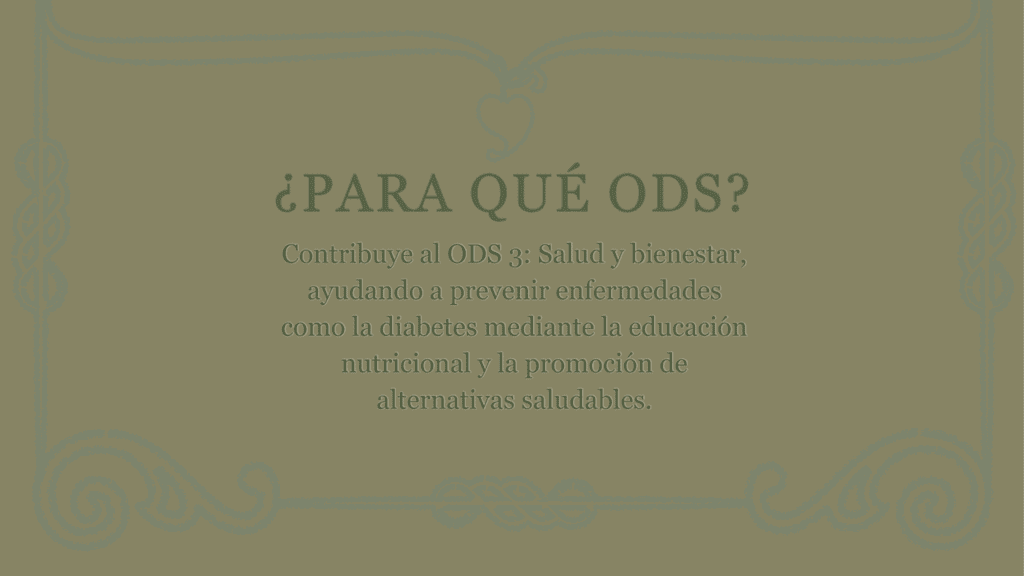 ¿PARA QUÉ ODS?
Contribuye al ODS 3: Salud y bienestar,
ayudando a prevenir enfermedades
como la diabetes mediante la educación
nutricional y la promoción de
alternativas saludables.